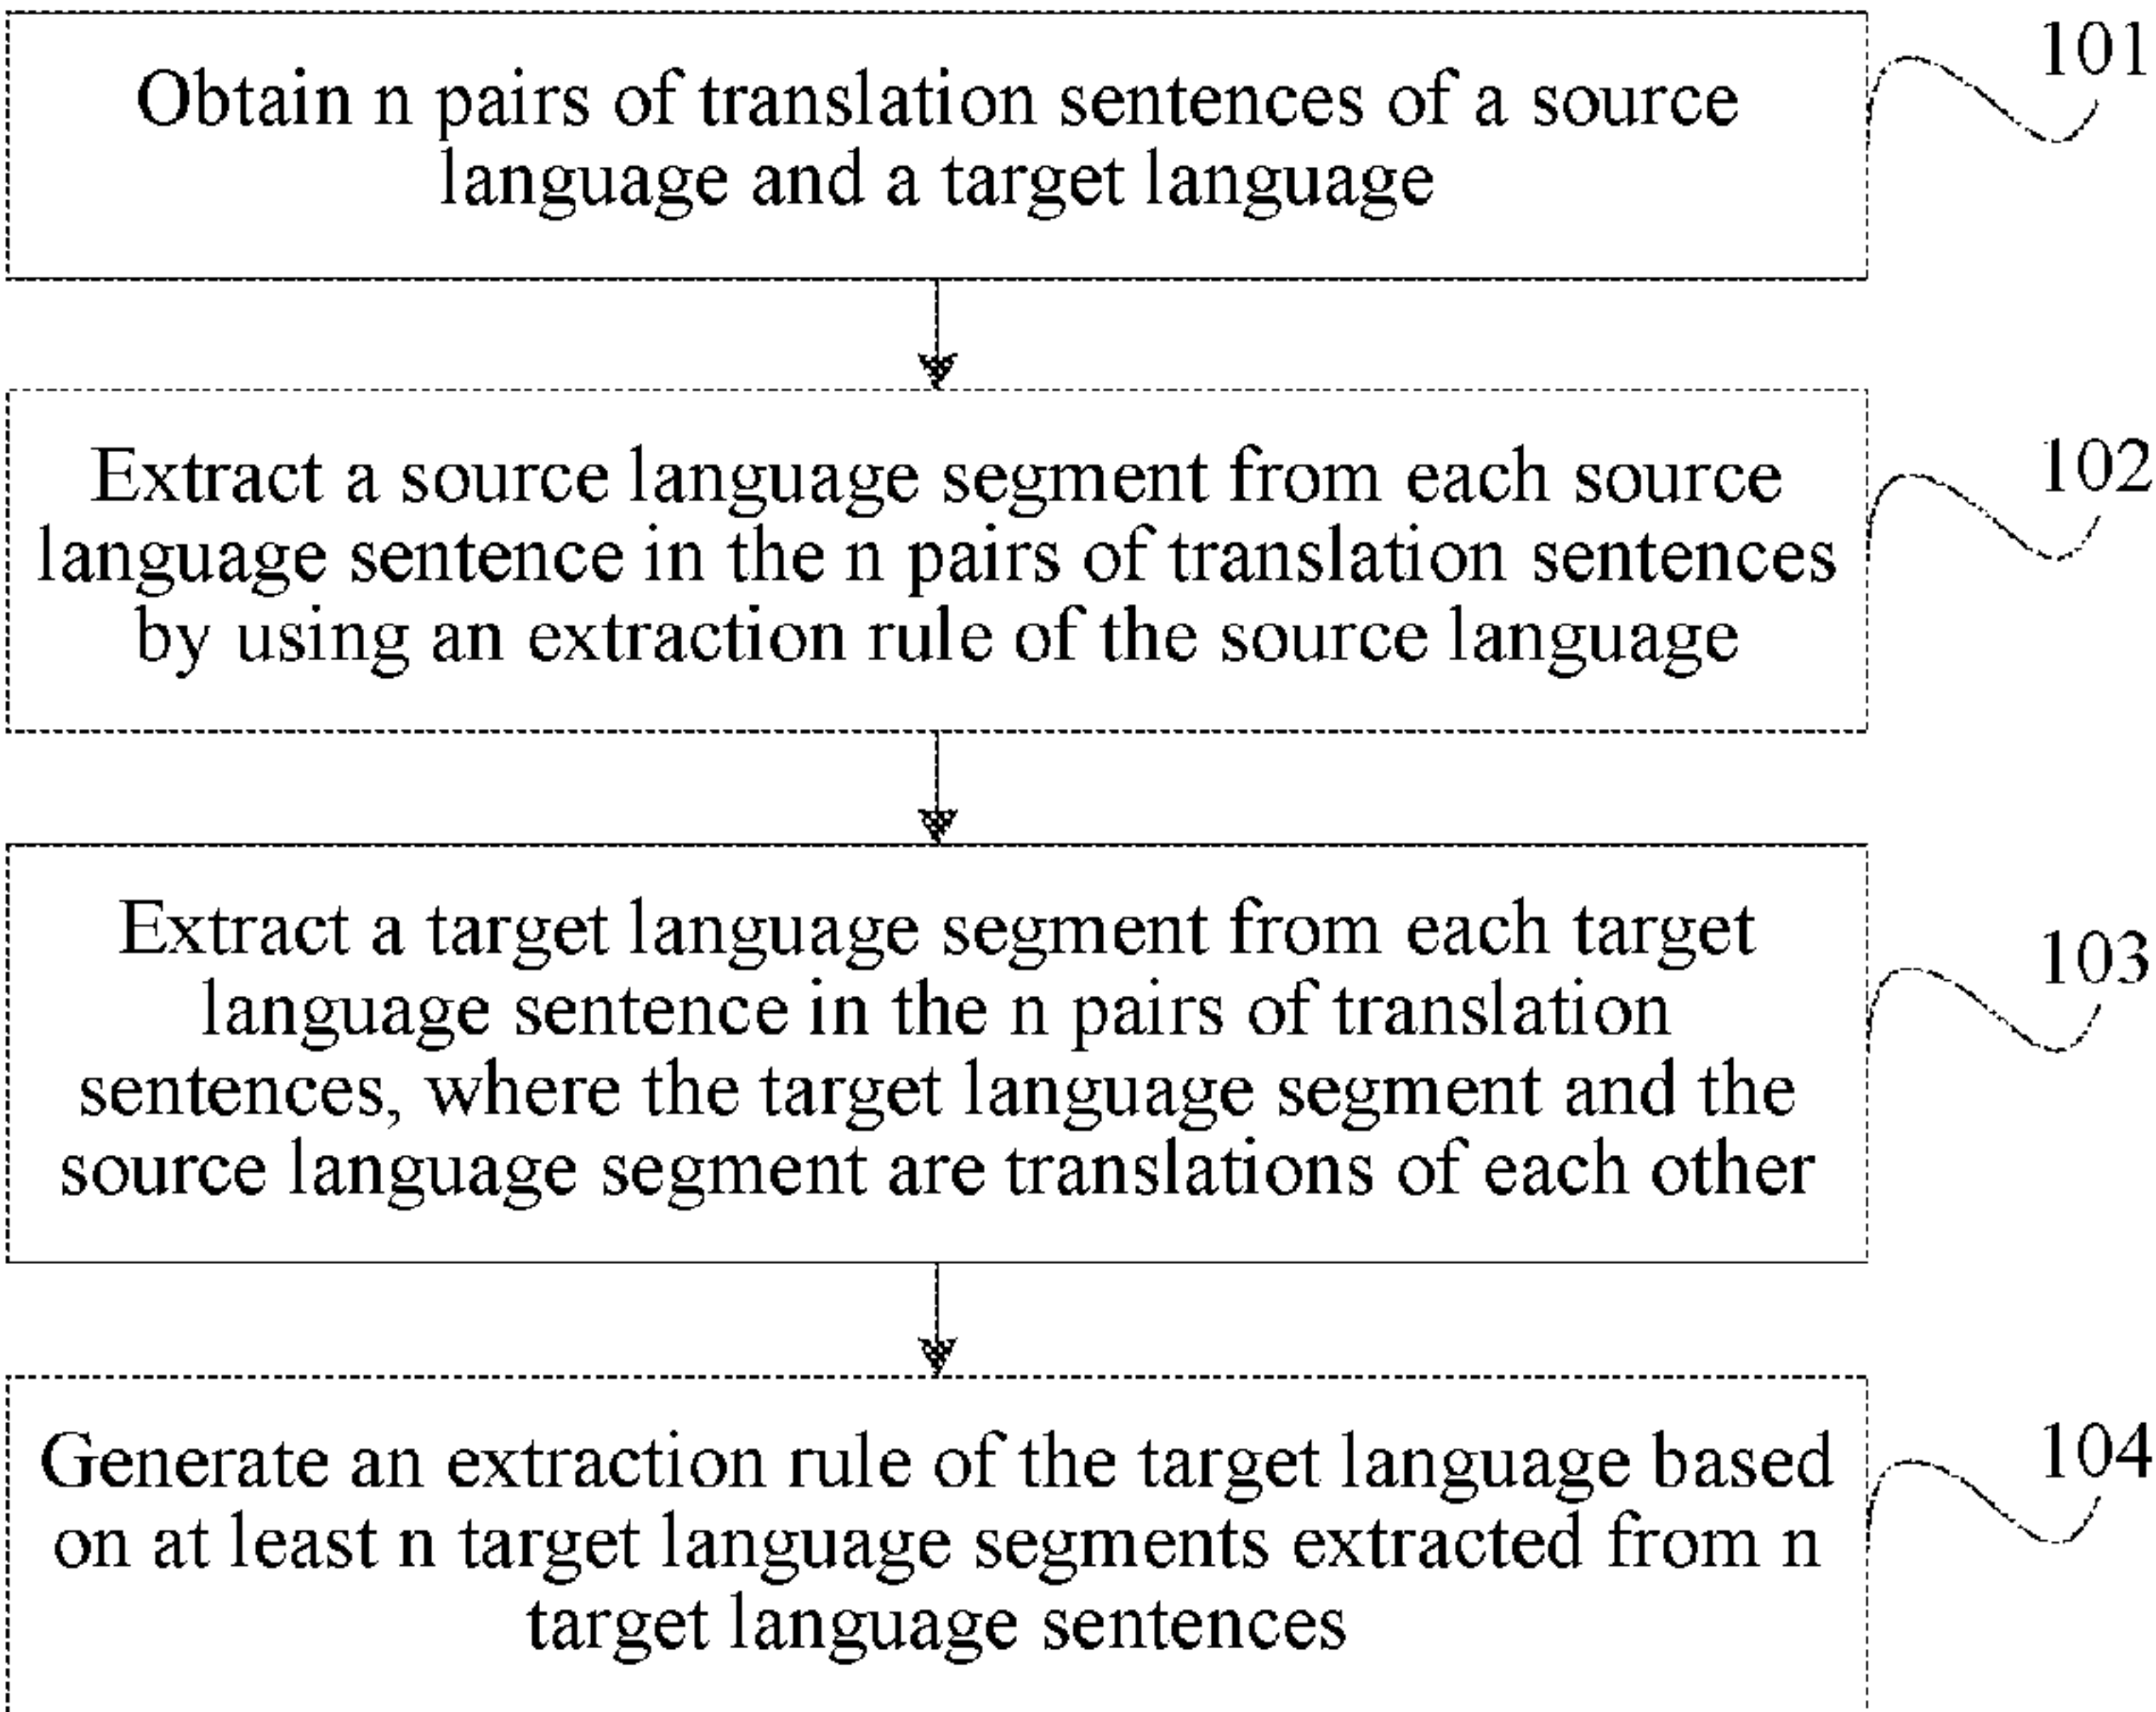 Obtain n pairs of translation sentences of a source
language and a target language
101
Extract a source language segment from each source
language sentence in the n pairs of translation sentences
by using an extraction rule of the source language
102
Extract a target language segment from each target
language sentence in the n pairs of translation
sentences, where the target language segment and the
source language segment are translations of each other
103
Generate an extraction rule of the target language based
on at least n target language segments extracted from n
target language sentences
104